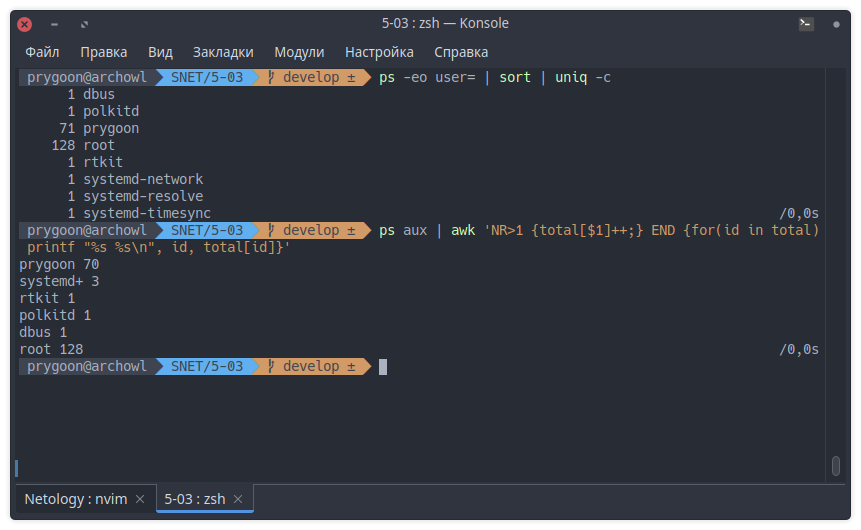 5-03 : zsh — Konsole
Файл Правка Вид Закладки Модули Настройка Справка
prygoon@archowl SNET/5-03 develop ± ps -eo user= | sort | uniq -c
1 dbus
1 polkitd
71 prygoon
128 root
1 rtkit
1 systemd-network
1 systemd-resolve
1 systemd-timesync /0,0s
prygoon@archowl SNET/5-03 develop ± ps aux | awk 'NR>1 {total[$1]++;} END {for(id in total)
printf "%s %s\n", id, total[id]}'
prygoon 70
systemd+ 3
rtkit 1
polkitd 1
dbus 1
root 128 /0,0s
prygoon@archowl SNET/5-03 develop ±
Netology : nvim 5-03 : zsh